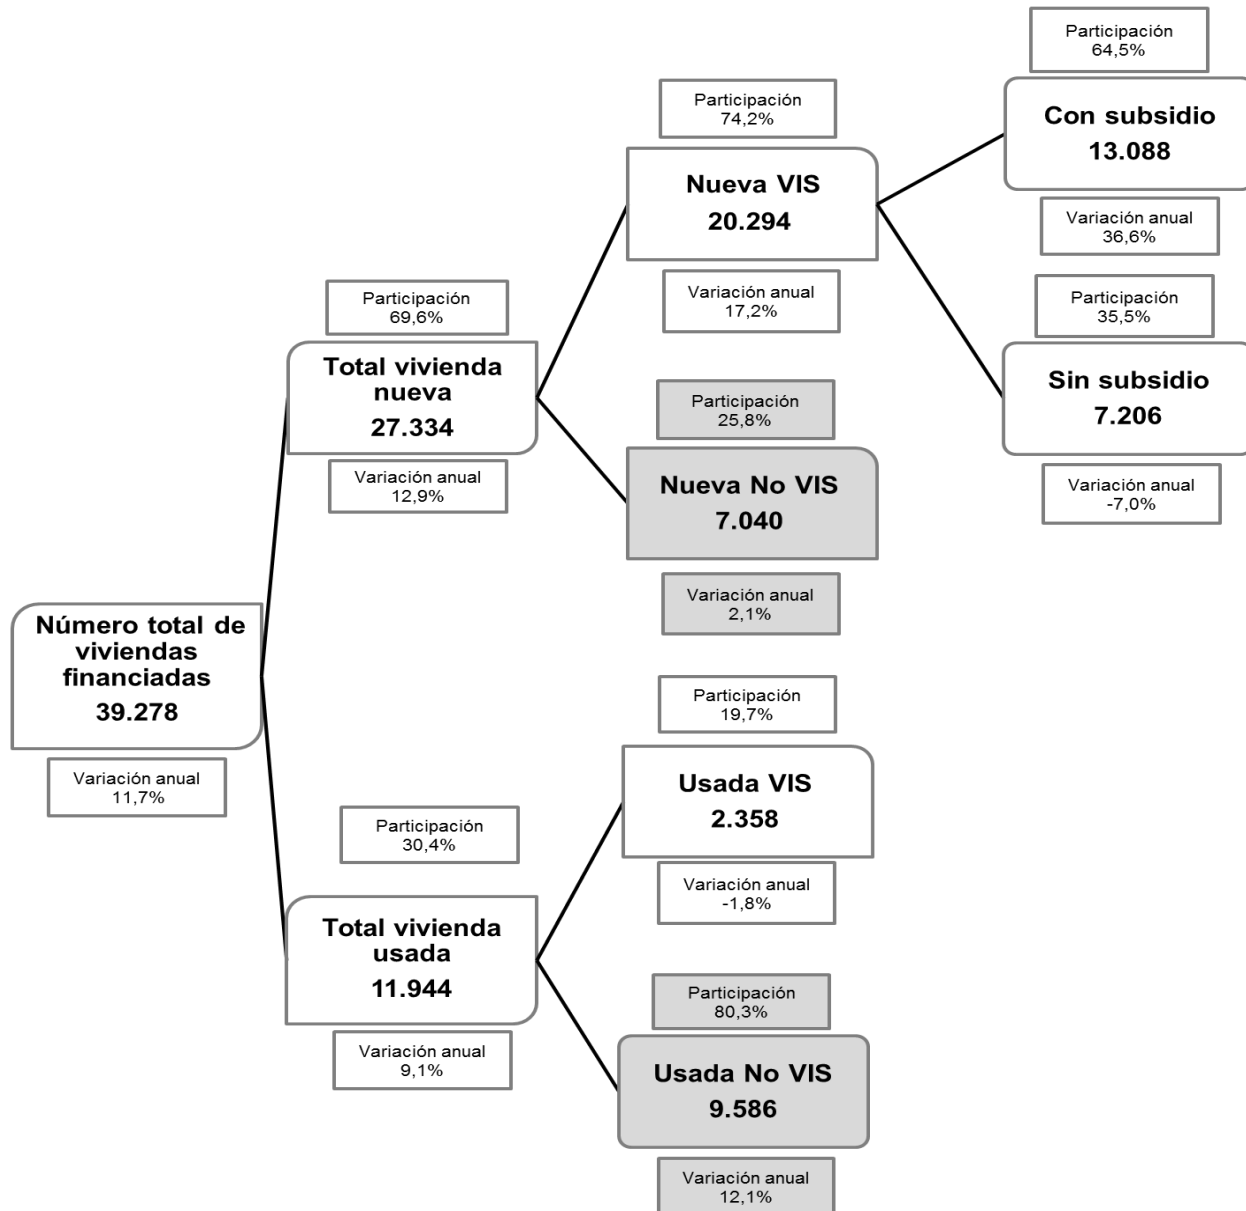 Participación
64,5%
Con subsidio
13.088
Variación anual
36,6%
Participación
35,5%
Sin subsidio
7.206
Variación anual
-7,0%
Participación
74,2%
Nueva VIS
20.294
Variación anual
17,2%
Participación
25,8%
Nueva No VIS
7.040
Variación anual
2,1%
Participación
69,6%
Total vivienda
nueva
27.334
Variación anual
12,9%
Número total de
viviendas
financiadas
39.278
Variación anual
11,7%
Participación
19,7%
Usada VIS
2.358
Variación anual
-1,8%
Participación
30,4%
Total vivienda
usada
11.944
Variación anual
9,1%
Participación
80,3%
Usada No VIS
9.586
Variación anual
12,1%